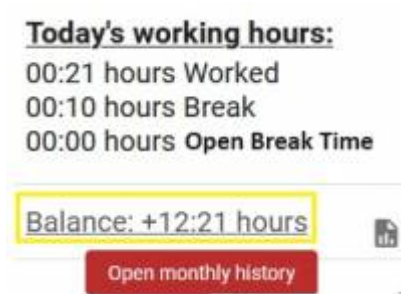 Today's working hours:
00:21 hours Worked
00:10 hours Break
00:00 hours Open Break Time
Balance: +12:21 hours
Open monthly history